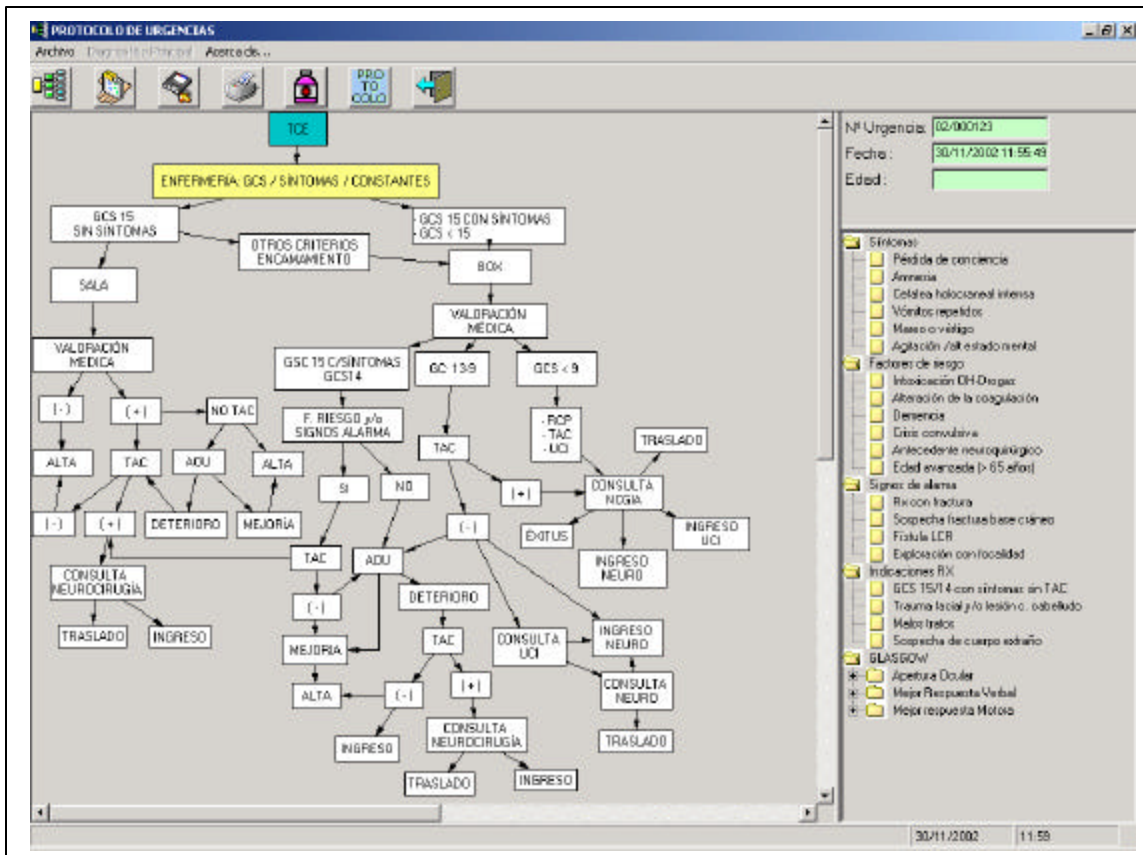 PROTOCOLO DE URGENCIAS
Archivo Diagnostico Principal Acerca de...
PRO
TO
COLO
TCE
ENFERMERIA: GCS / SÍNTOMAS / CONSTANTES
GCS 15
SIN SÍNTOMAS
- GCS 15 CON SÍNTOMAS
- GCS < 15
OTROS CRITERIOS
ENCAMAMIENTO
BOX
SALA
VALORACIÓN
MÉDICA
VALORACIÓN
MEDICA
GSC 15 C/SÍNTOMAS
GCS14
GC 13-9
GCS < 9
(-)
(+)
NO TAC
F. RIESGO y/o
SIGNOS ALARMA
- RCP
- TAC
- UCI
TRASLADO
ALTA
TAC
ADU
ALTA
TAC
SI
NO
(+)
CONSULTA
NCGIA
(-)
(+)
DETERIORO
MEJORÍA
(-)
ÉXITUS
INGRESO
UCI
TAC
ADU
INGRESO
NEURO
CONSULTA
NEUROCIRUGÍA
DETERIORO
(-)
TRASLADO
INGRESO
MEJORIA
TAC
CONSULTA
UCI
INGRESO
NEURO
ALTA
(-)
(+)
CONSULTA
NEURO
INGRESO
CONSULTA
NEUROCIRUGÍA
TRASLADO
TRASLADO
INGRESO
Nº Urgencia: 02/000123
Fecha : 30/11/2002 11:55:49
Edad :
Síntomas
Pérdida de conciencia
Amnesia
Cefalea holocraneal intensa
Vómitos repetidos
Mareo o vértigo
Agitación /alt estado mental
Factores de riesgo
Intoxicación OH-Drogas
Alteración de la coagulación
Demencia
Crisis convulsiva
Antecedente neuroquirúrgico
Edad avanzada (> 65 años)
Signos de alarma
Rx con fractura
Sospecha fractura base cráneo
Fístula LCR
Exploración con focalidad
Indicaciones RX
GCS 15/14 con síntomas sin TAC
Trauma facial y/o lesión c. cabelludo
Malos tratos
Sospecha de cuerpo extraño
GLASGOW
Apertura Ocular
Mejor Respuesta Verbal
Mejor respuesta Motora
30/11/2002 11:59